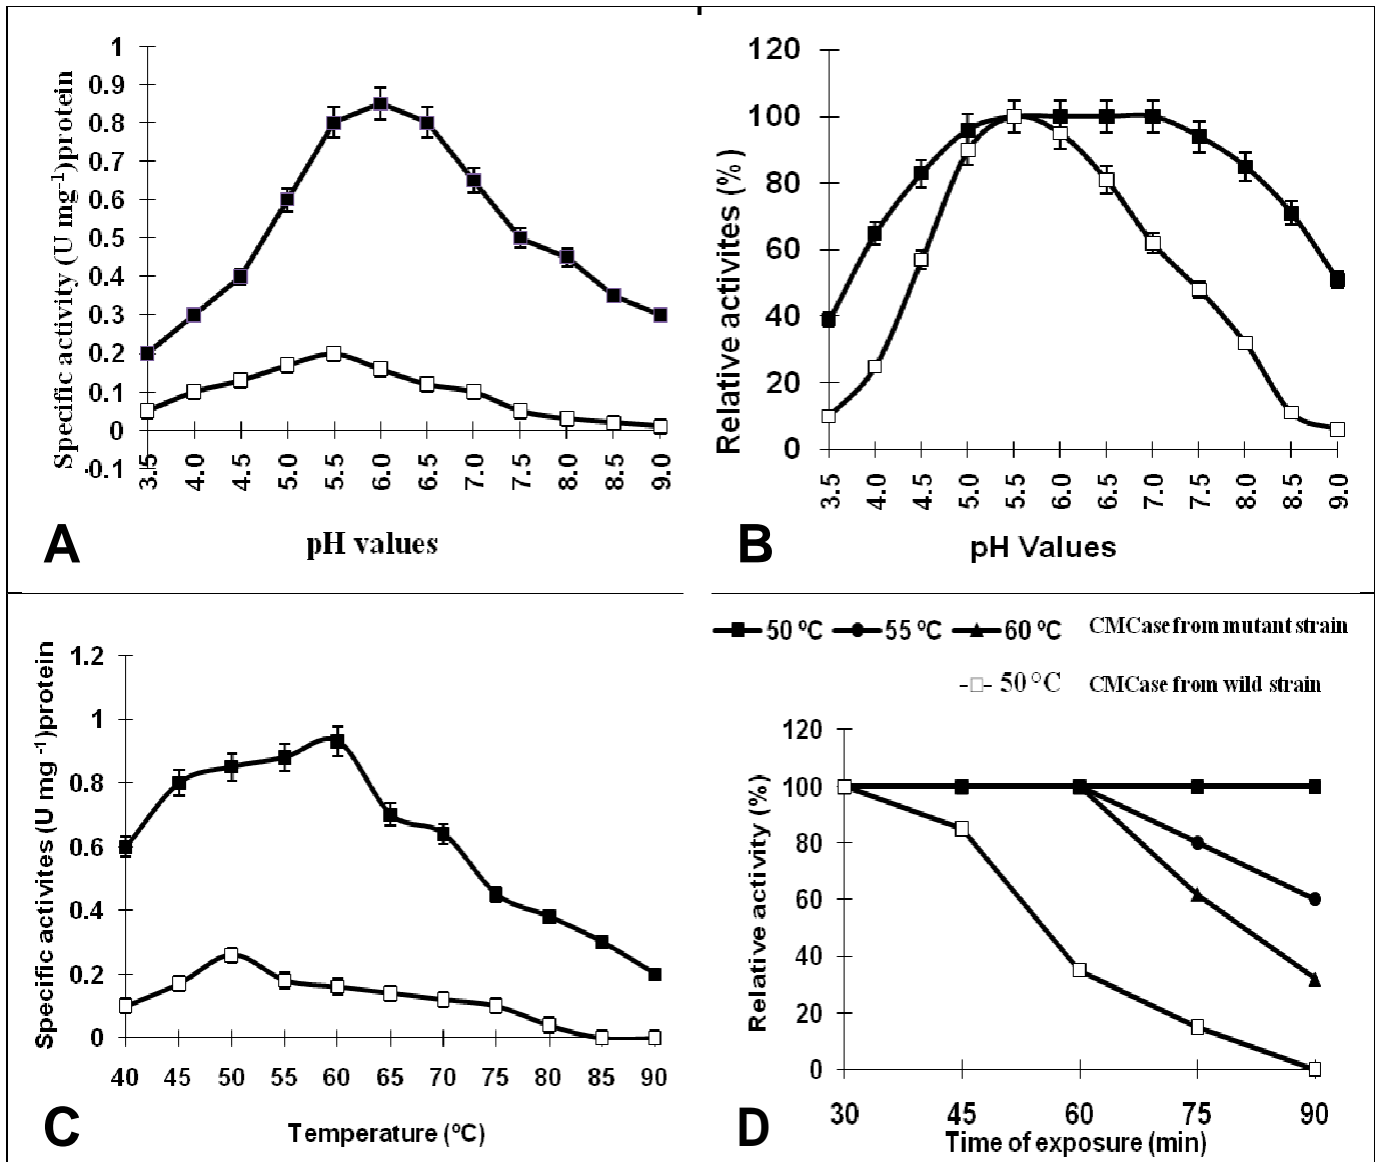 Specific activity (U mg-1)protein
1
0.9
0.8
0.7
0.6
0.5
0.4
0.3
0.2
0.1
0
-0.1
3.5 4.0 4.5 5.0 5.5 6.0 6.5 7.0 7.5 8.0 8.5 9.0
pH values
A
Relative activites (%)
120
100
80
60
40
20
0
3.5 4.0 4.5 5.0 5.5 6.0 6.5 7.0 7.5 8.0 8.5 9.0
pH Values
B
Specific activites (U mg -1)protein
1.2
1
0.8
0.6
0.4
0.2
0
40 45 50 55 60 65 70 75 80 85 90
Temperature (ºC)
C
50 ºC 55 ºC 60 ºC CMCase from mutant strain
50 °C CMCase from wild strain
Relative activity (%)
120
100
80
60
40
20
0
30 45 60 75 90
Time of exposure (min)
D